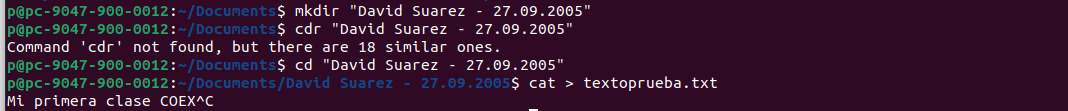 p@pc-9047-900-0012:~/Documents$ mkdir "David Suarez - 27.09.2005"
p@pc-9047-900-0012:~/Documents$ cdr "David Suarez - 27.09.2005"
Command 'cdr' not found, but there are 18 similar ones.
p@pc-9047-900-0012:~/Documents$ cd "David Suarez - 27.09.2005"
p@pc-9047-900-0012:~/Documents/David Suarez - 27.09.2005$ cat > textoprueba.txt
Mi primera clase COEX^C